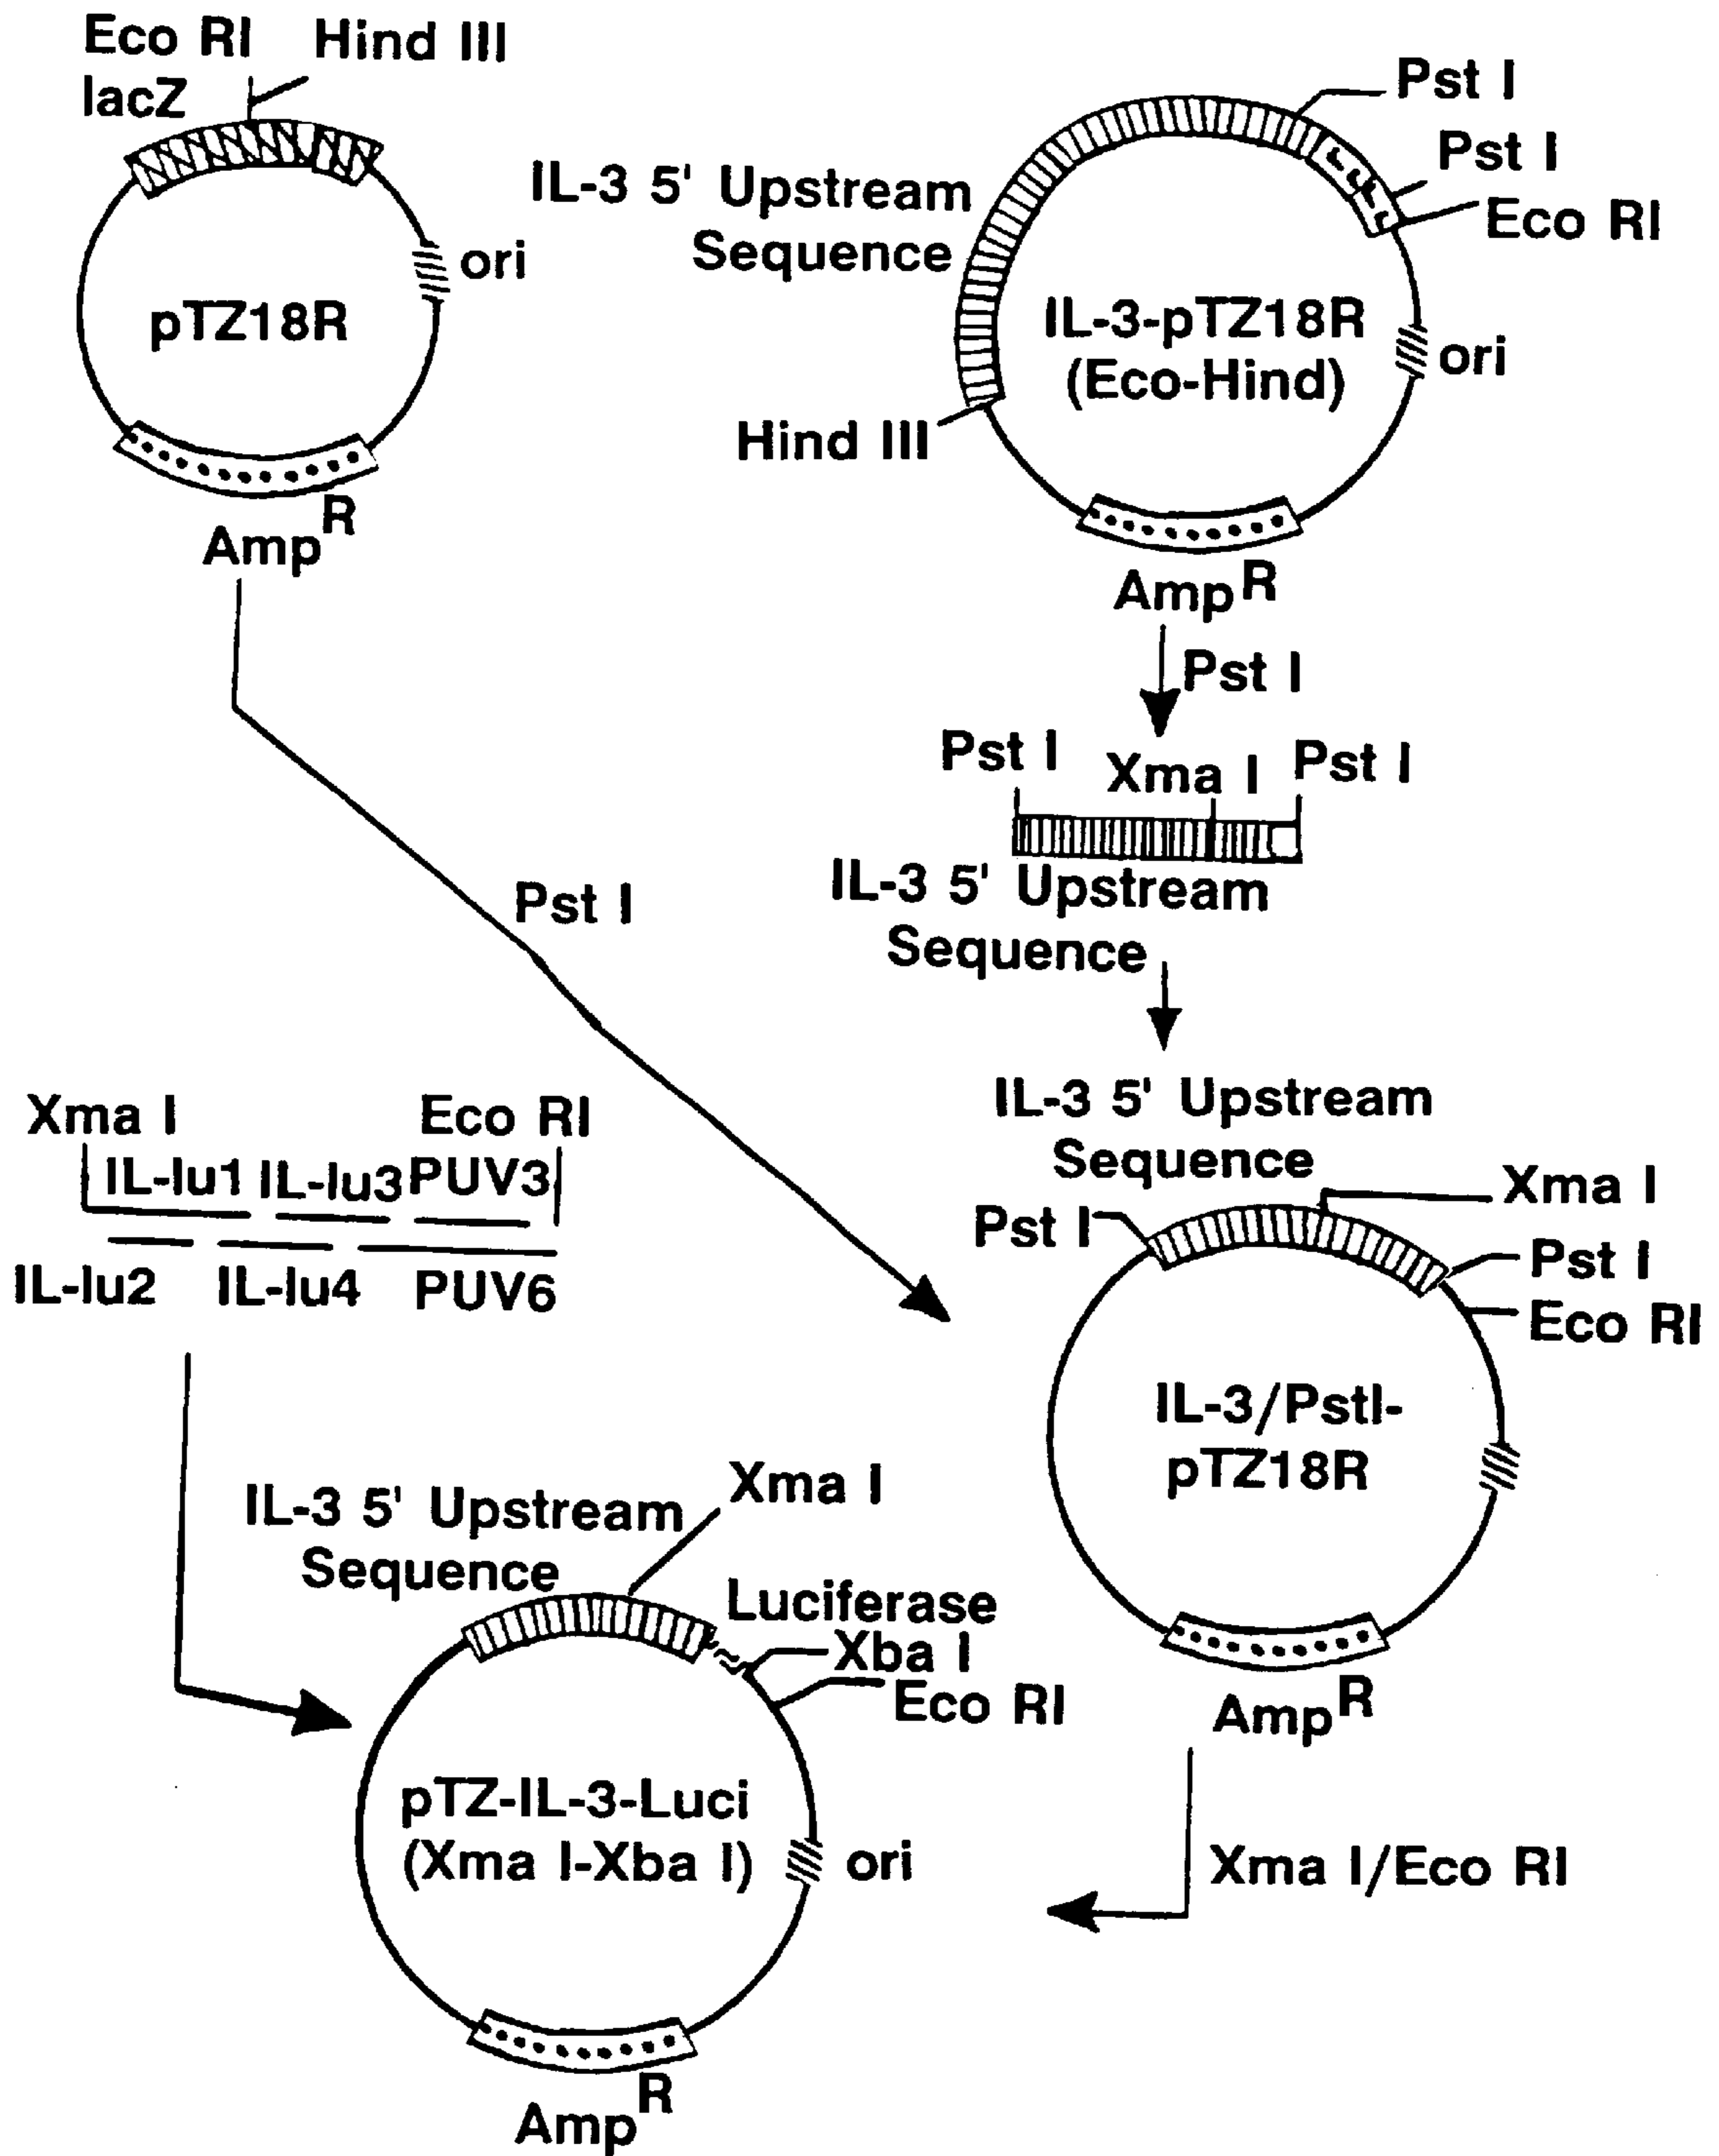 Eco RI
Hind III
lacZ
ori
pTZ18R
Amp^R
Pst I
Pst I
Eco RI
IL-3 5' Upstream
Sequence
IL-3-pTZ18R
(Eco-Hind)
ori
Hind III
Amp^R
Pst I
Pst I
Xma I
Pst I
IL-3 5' Upstream
Sequence
Pst I
Xma I
Eco RI
IL-Iu1
IL-Iu3
PUV3
IL-Iu2
IL-Iu4
PUV6
IL-3 5' Upstream
Sequence
Xma I
Pst I
Pst I
Eco RI
IL-3/PstI-
pTZ18R
Amp^R
Xma I/Eco RI
IL-3 5' Upstream
Sequence
Xma I
Luciferase
Xba I
Eco RI
pTZ-IL-3-Luci
(Xma I-Xba I)
ori
Amp^R